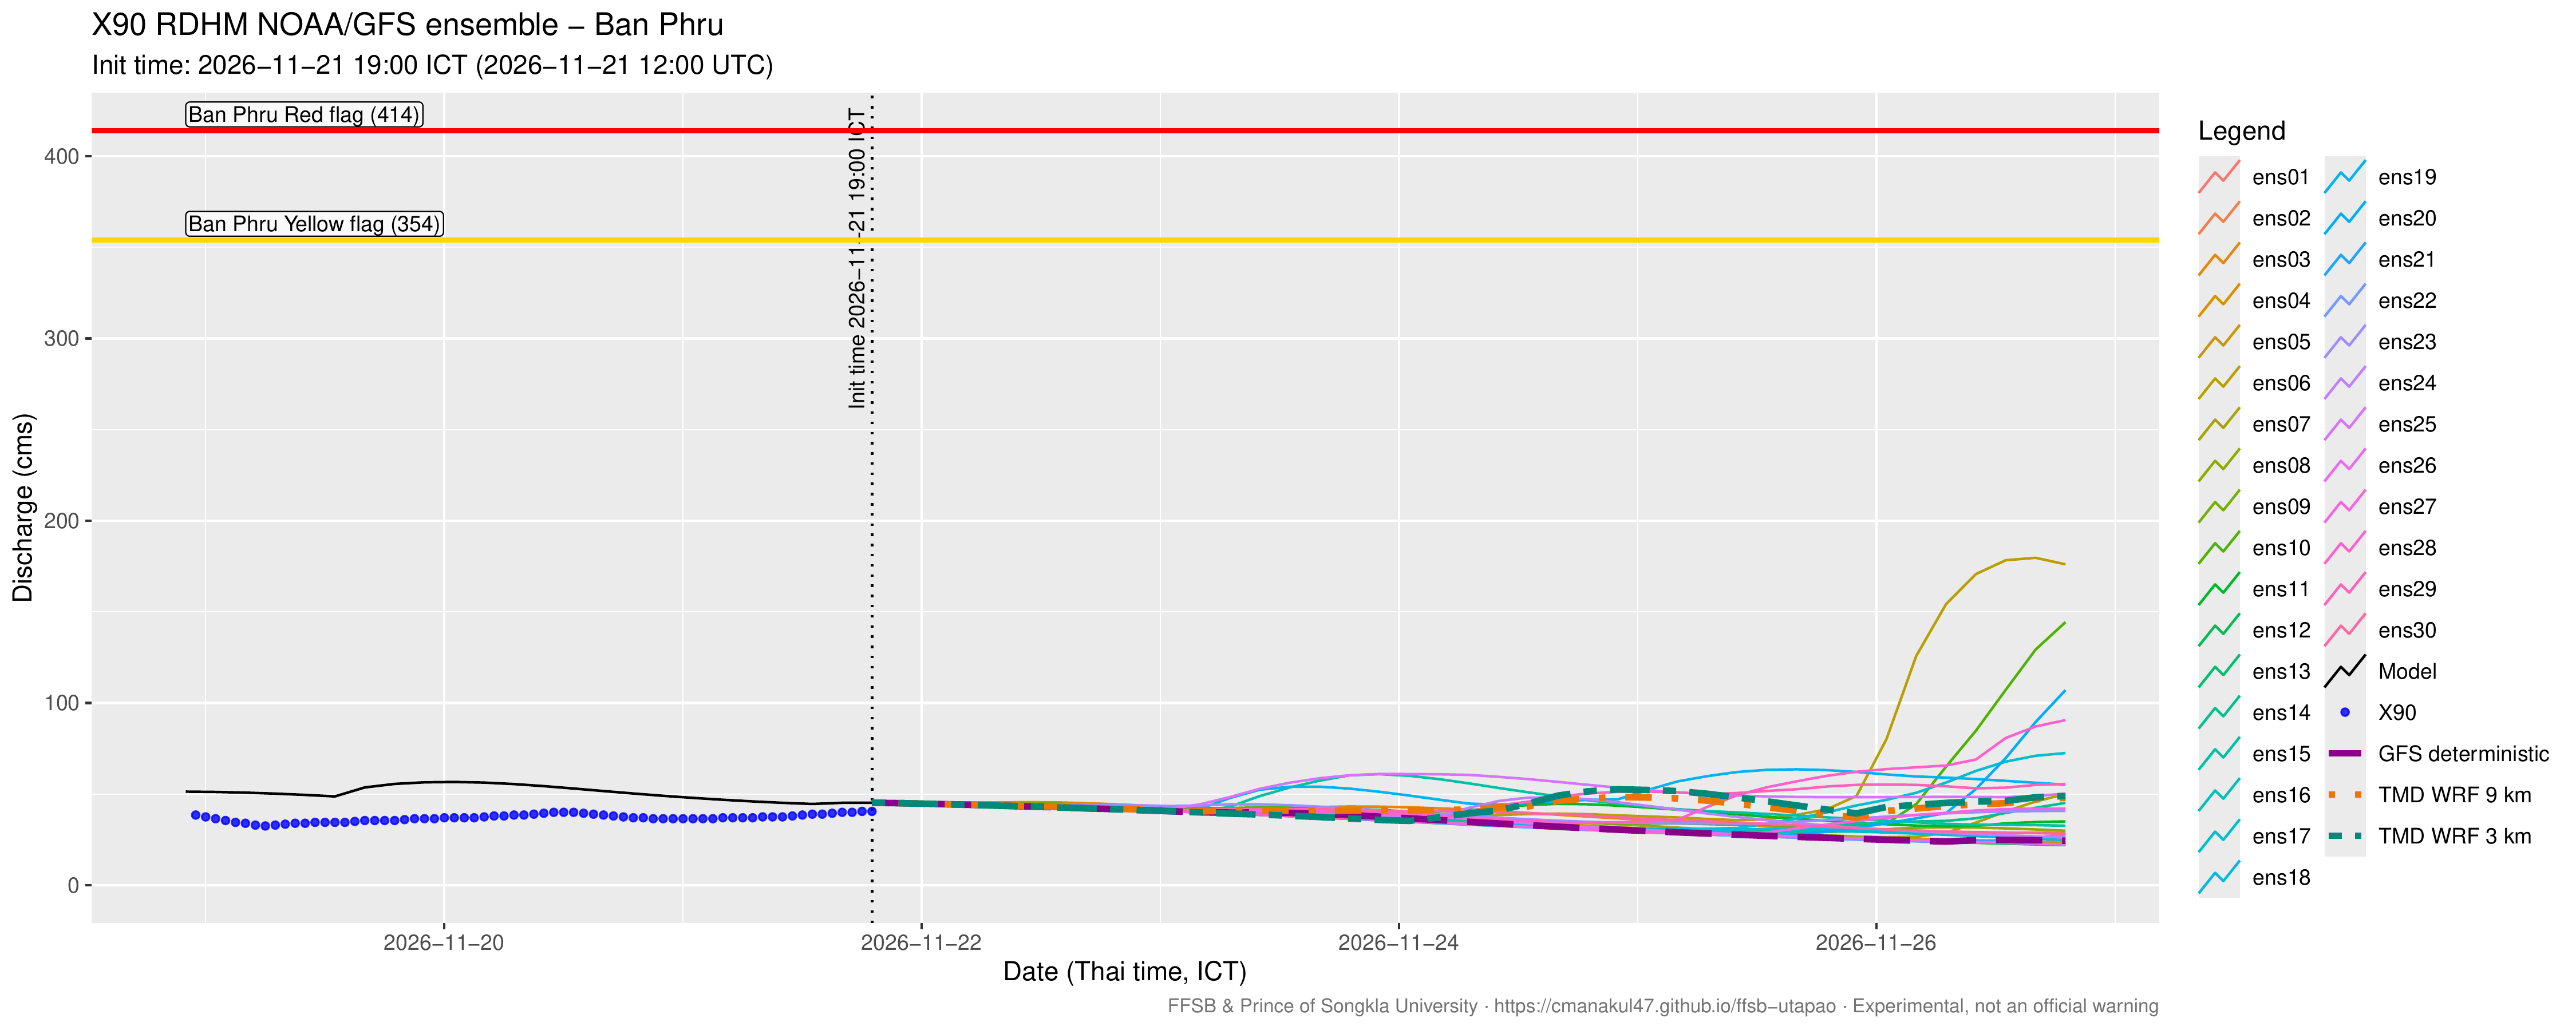 X90 RDHM NOAA/GFS ensemble – Ban Phru
Init time: 2026–11–21 19:00 ICT (2026–11–21 12:00 UTC)
Ban Phru Red flag (414)
Ban Phru Yellow flag (354)
Init time 2026–11–21 19:00 ICT
Discharge (cms)
400
300
200
100
0
2026–11–20
2026–11–22
2026–11–24
2026–11–26
Date (Thai time, ICT)
FFSB & Prince of Songkla University · https://cmanakul47.github.io/ffsb–utapao · Experimental, not an official warning
Legend
ens01
ens02
ens03
ens04
ens05
ens06
ens07
ens08
ens09
ens10
ens11
ens12
ens13
ens14
ens15
ens16
ens17
ens18
ens19
ens20
ens21
ens22
ens23
ens24
ens25
ens26
ens27
ens28
ens29
ens30
Model
X90
GFS deterministic
TMD WRF 9 km
TMD WRF 3 km